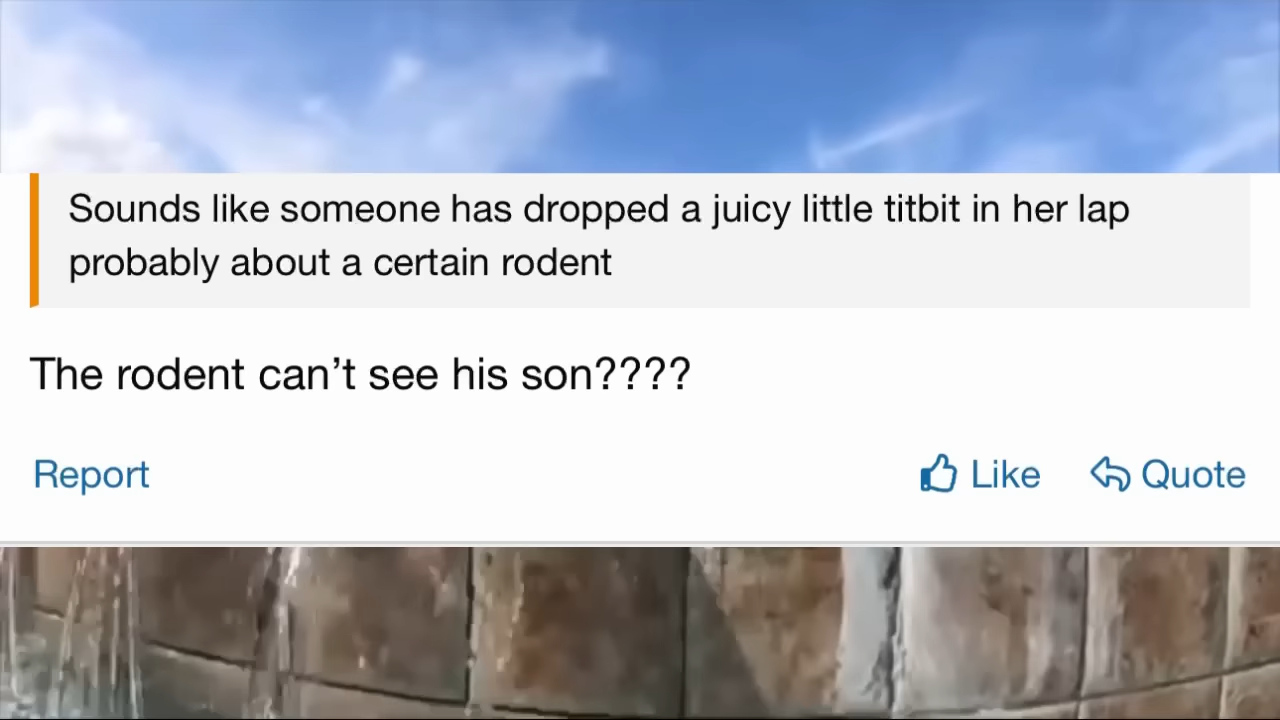 Sounds like someone has dropped a juicy little titbit in her lap
probably about a certain rodent
The rodent can’t see his son????
Report Like Quote